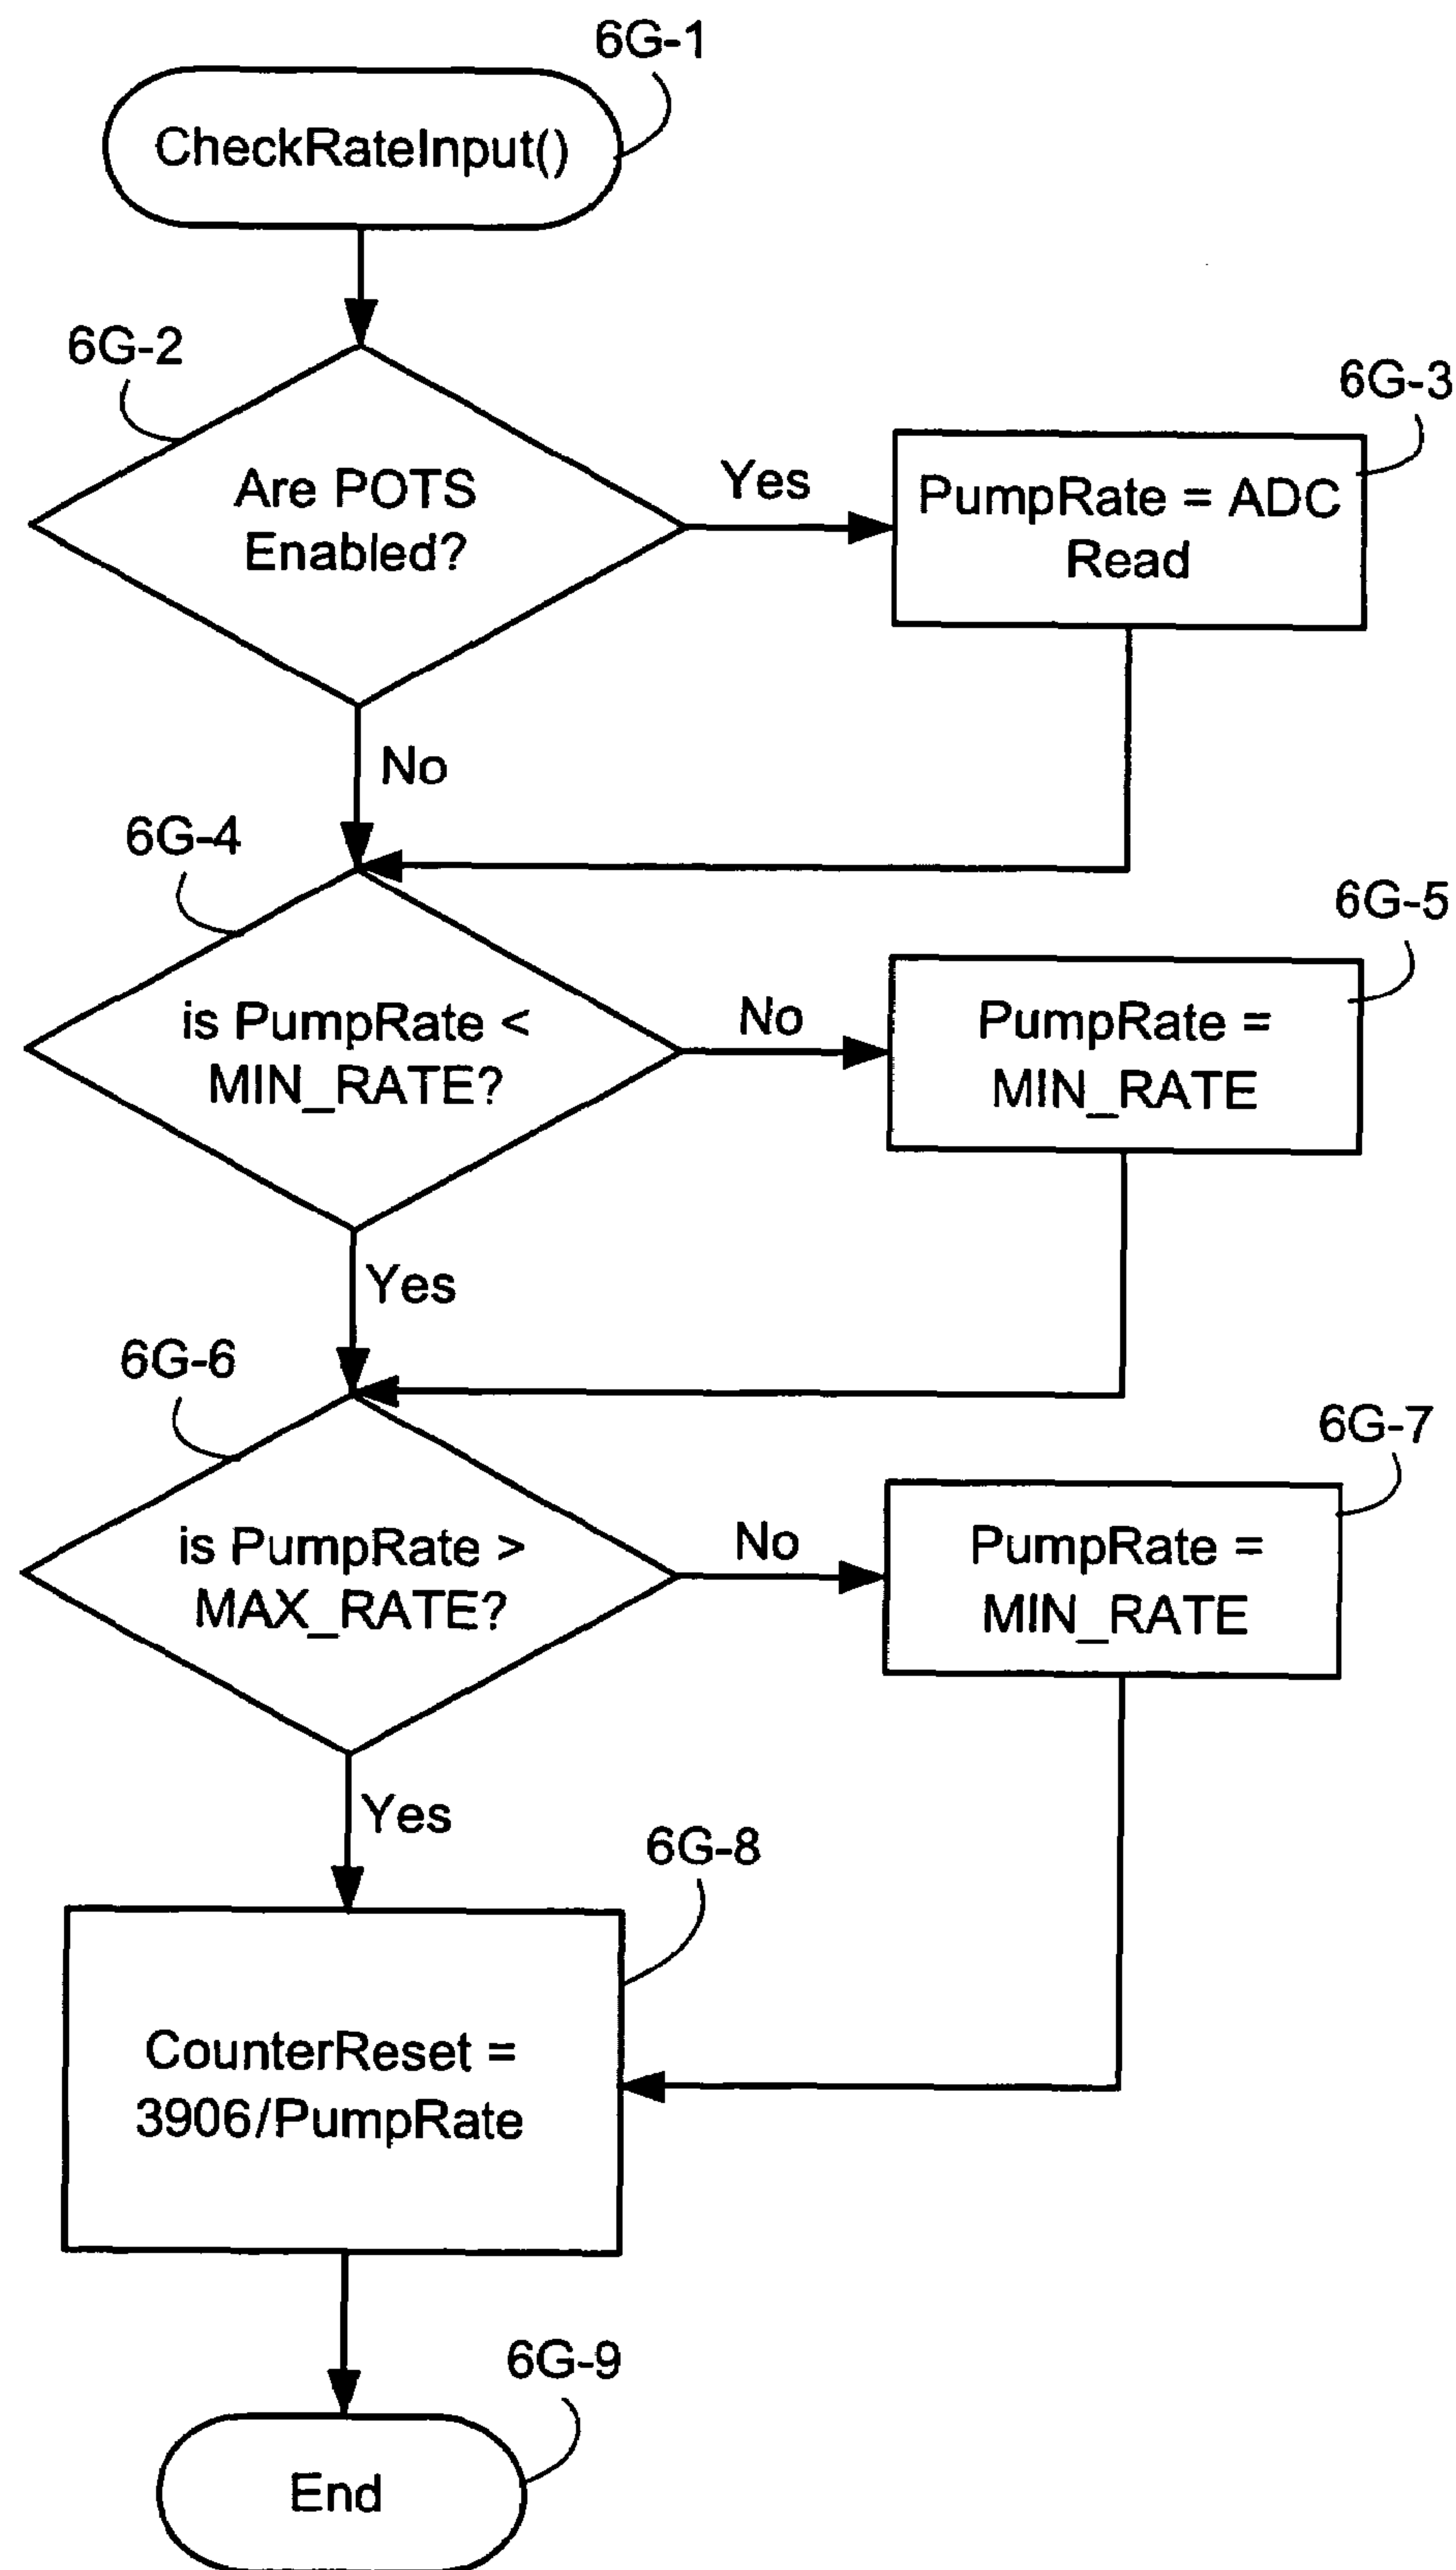 6G-1
CheckRateInput()
6G-2
Are POTS
Enabled?
Yes
6G-3
PumpRate = ADC
Read
No
6G-4
is PumpRate <
MIN_RATE?
No
6G-5
PumpRate =
MIN_RATE
Yes
6G-6
is PumpRate >
MAX_RATE?
No
6G-7
PumpRate =
MIN_RATE
Yes
6G-8
CounterReset =
3906/PumpRate
6G-9
End